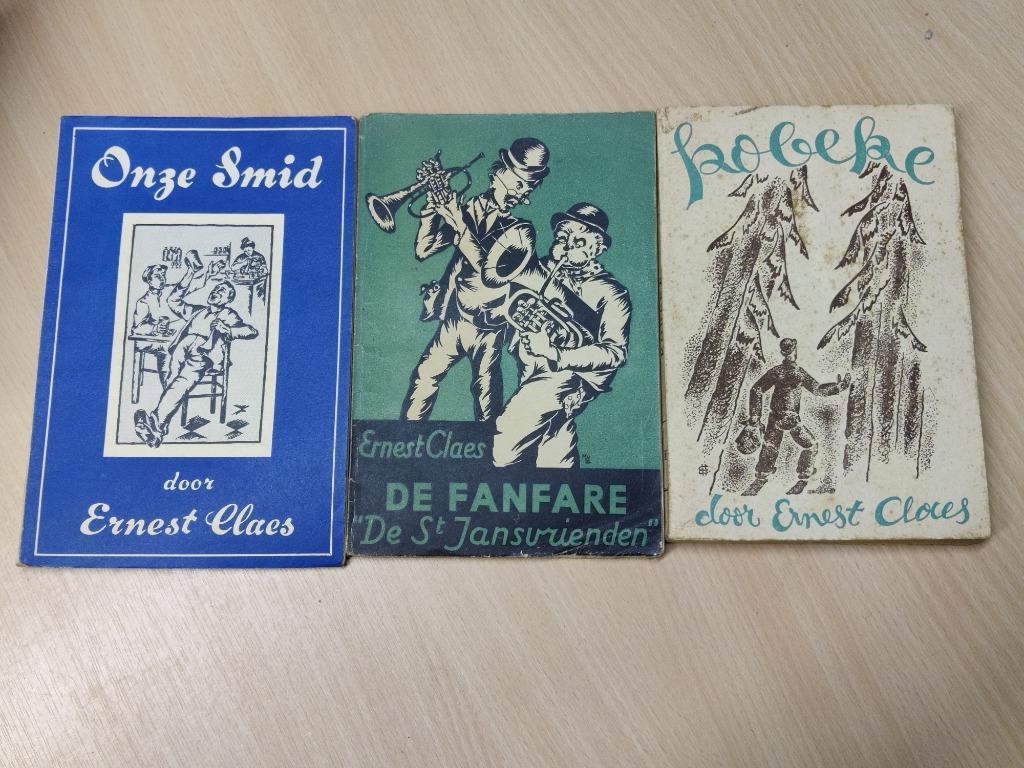 Onze Smid
door
Ernest Claes
Ernest Claes
DE FANFARE
"De St Jansvrienden"
kobeke
door Ernest Claes